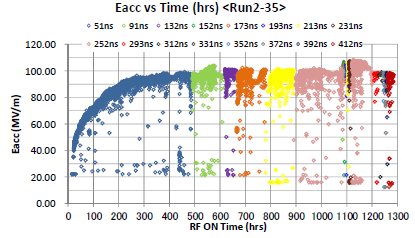 Eacc vs Time (hrs) <Run2-35>
51ns 91ns 132ns 152ns 173ns 193ns 213ns 231ns
252ns 293ns 312ns 331ns 352ns 372ns 392ns 412ns
120.00
100.00
80.00
60.00
40.00
20.00
0.00
Eacc (MV/m)
0 100 200 300 400 500 600 700 800 900 1000 1100 1200 1300
RF ON Time (hrs)